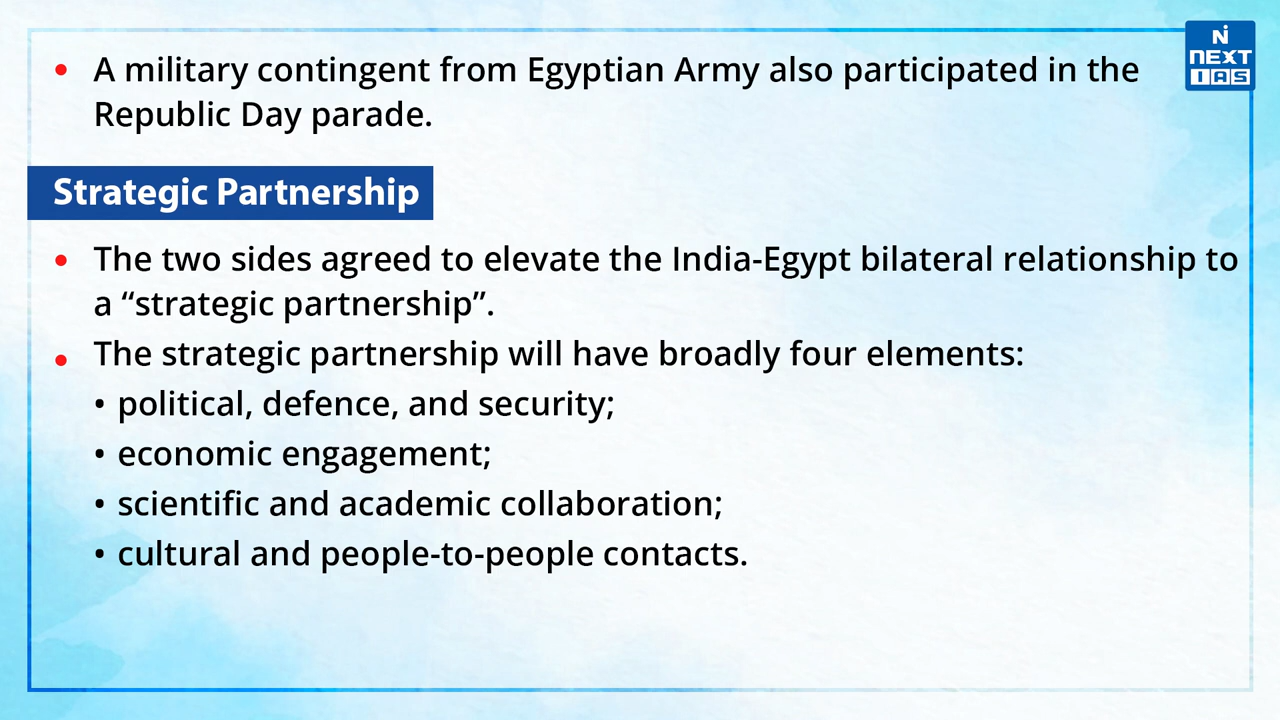 • A military contingent from Egyptian Army also participated in the
Republic Day parade.
NEXT
IAS
Strategic Partnership
• The two sides agreed to elevate the India-Egypt bilateral relationship to
a “strategic partnership”.
• The strategic partnership will have broadly four elements:
• political, defence, and security;
• economic engagement;
• scientific and academic collaboration;
• cultural and people-to-people contacts.